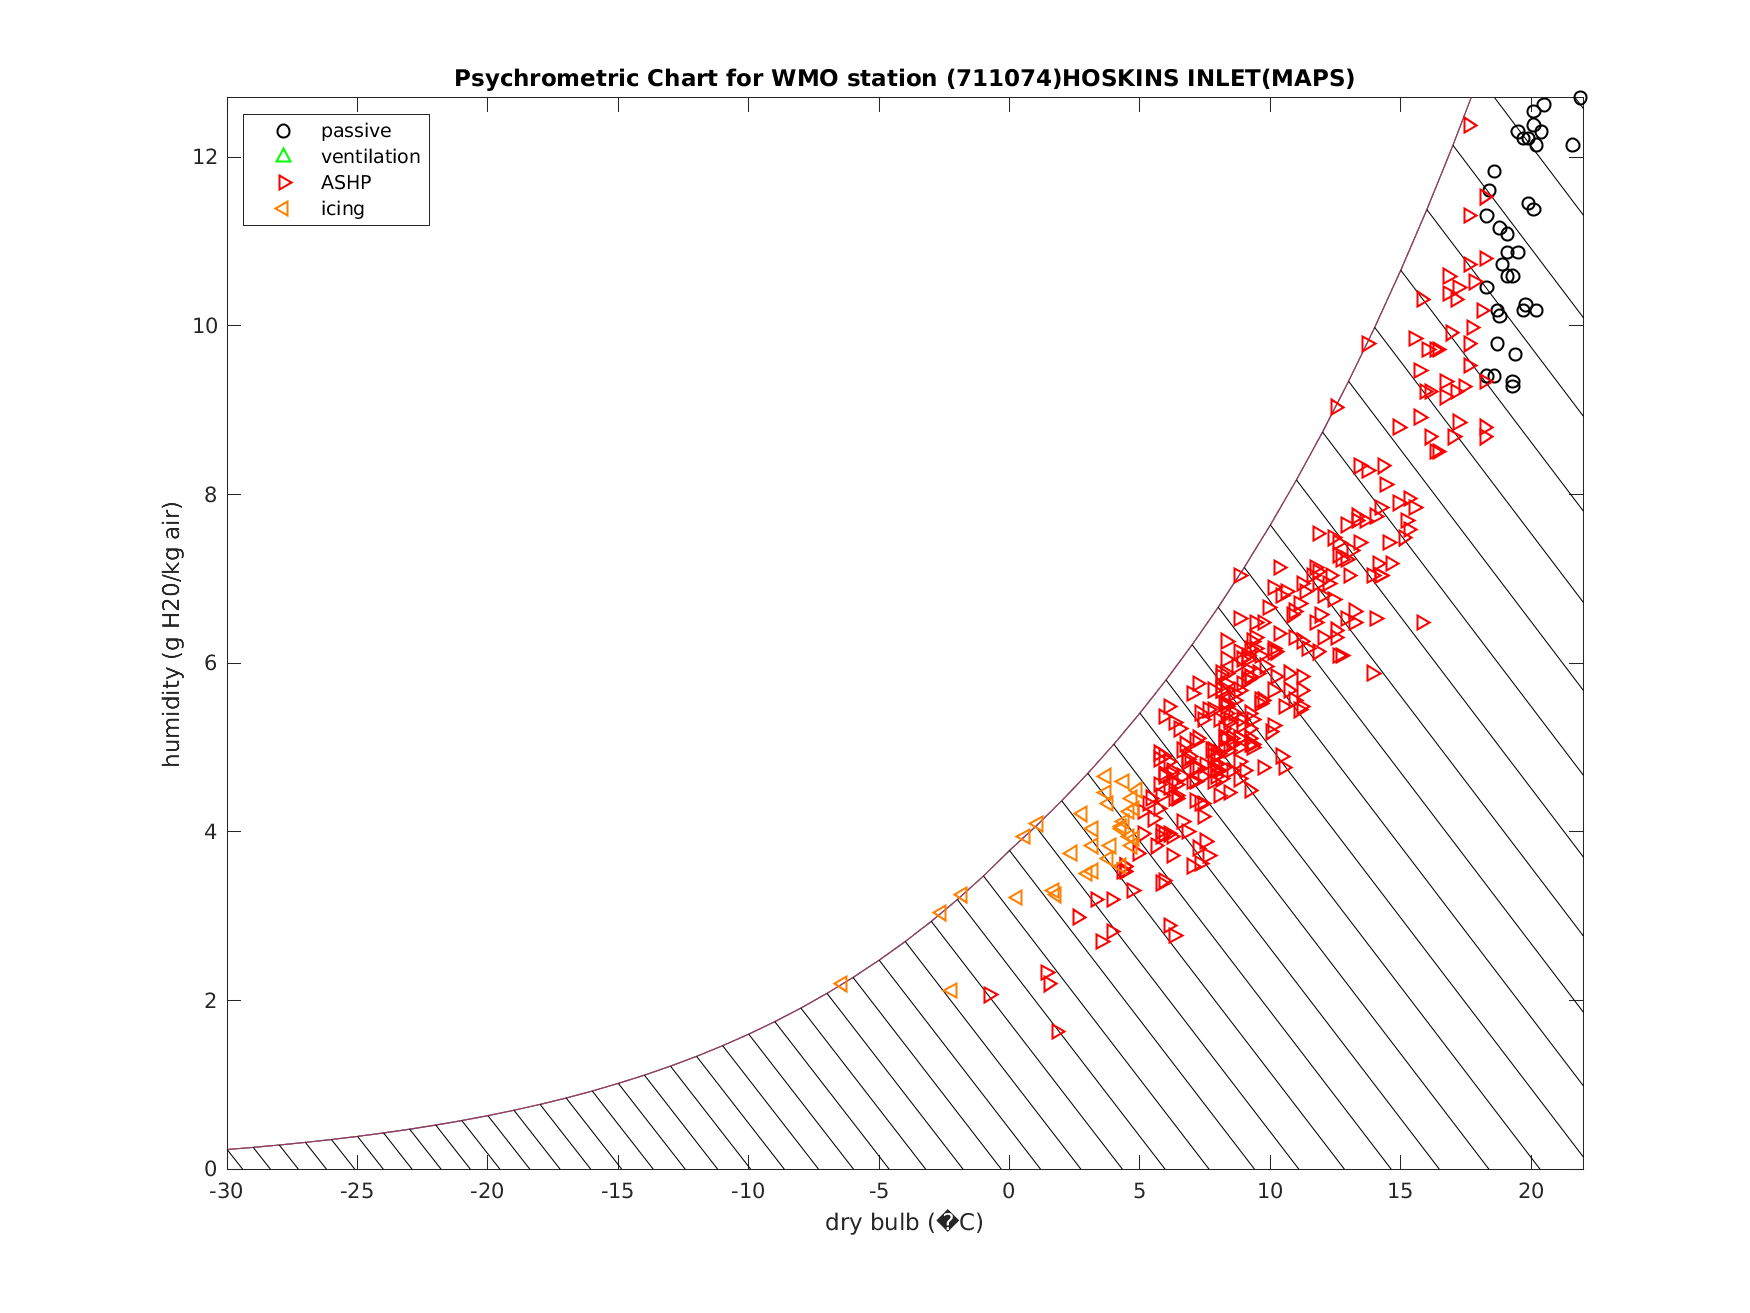 Psychrometric Chart for WMO station (711074)HOSKINS INLET(MAPS)
passive
ventilation
ASHP
icing
12
10
8
6
4
2
0
humidity (g H20/kg air)
-30 -25 -20 -15 -10 -5 0 5 10 15 20
dry bulb (�C)